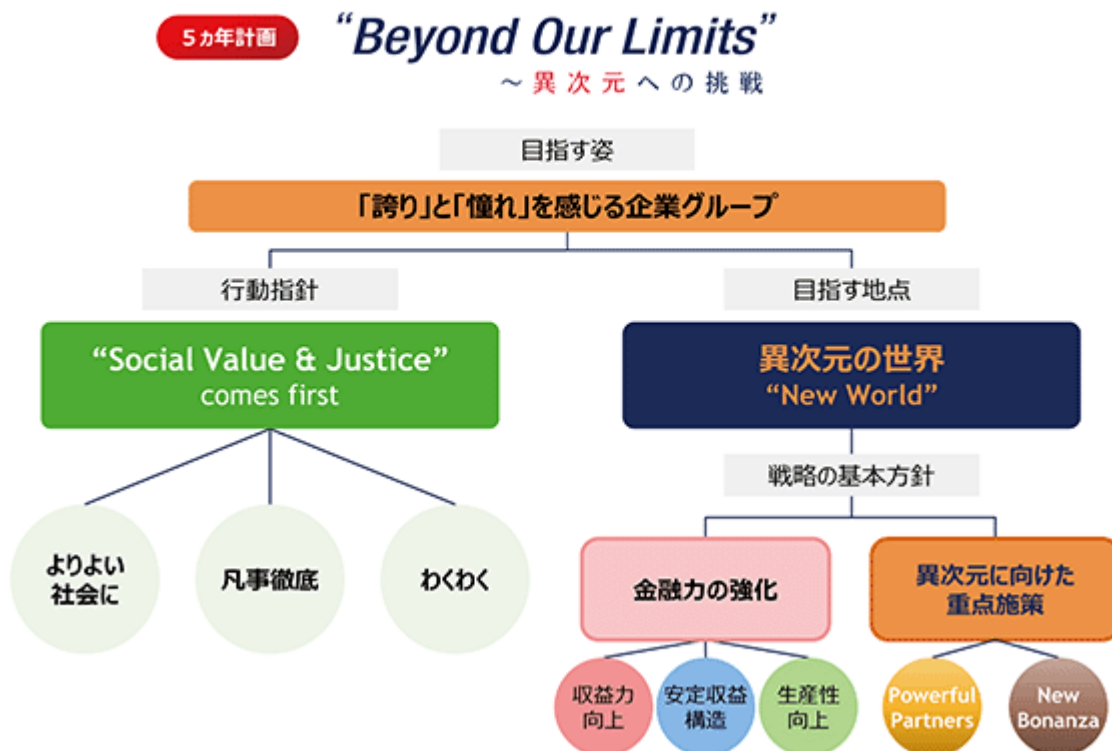 5ヵ年計画
“Beyond Our Limits”
～異次元への挑戦
目指す姿
「誇り」と「憧れ」を感じる企業グループ
行動指針
目指す地点
“Social Value & Justice”
comes first
異次元の世界
“New World”
戦略の基本方針
よりよい
社会に
凡事徹底
わくわく
金融力の強化
異次元に向けた
重点施策
収益力
向上
安定収益
構造
生産性
向上
Powerful
Partners
New
Bonanza